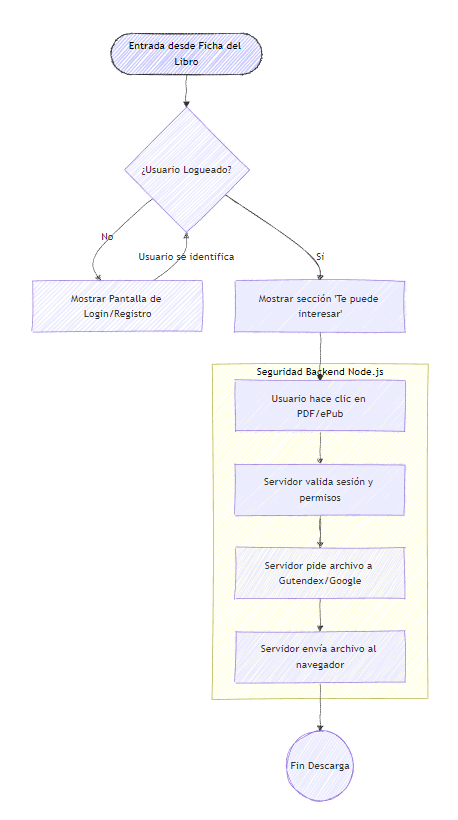 Entrada desde Ficha del
Libro
¿Usuario Logueado?
No
Usuario se identifica
Sí
Mostrar Pantalla de
Login/Registro
Mostrar sección 'Te puede
interesar'
Seguridad Backend Node.js
Usuario hace clic en
PDF/ePub
Servidor valida sesión y
permisos
Servidor pide archivo a
Gutendex/Google
Servidor envía archivo al
navegador
Fin Descarga